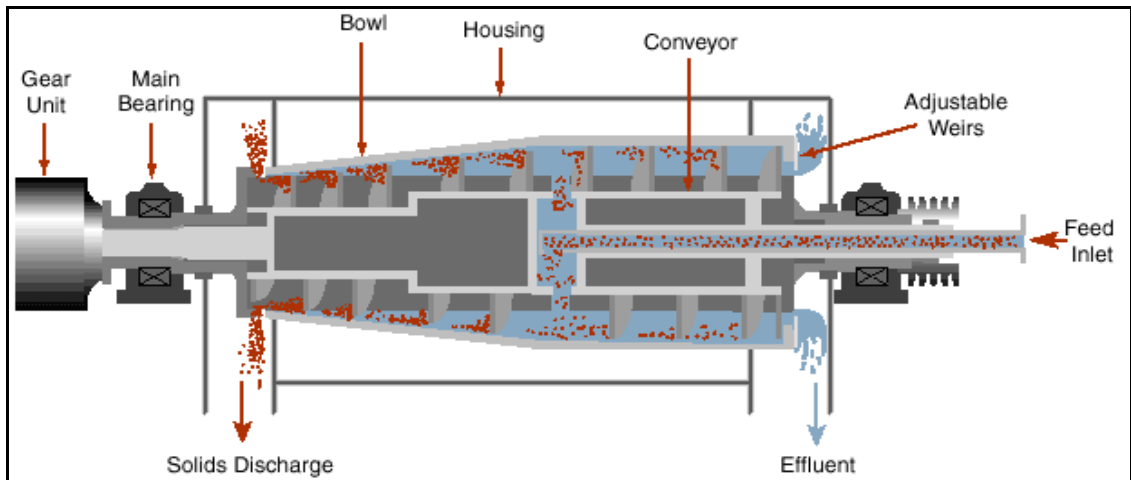 Bowl
Housing
Conveyor
Gear
Unit
Main
Bearing
Adjustable
Weirs
Feed
Inlet
Solids Discharge
Effluent